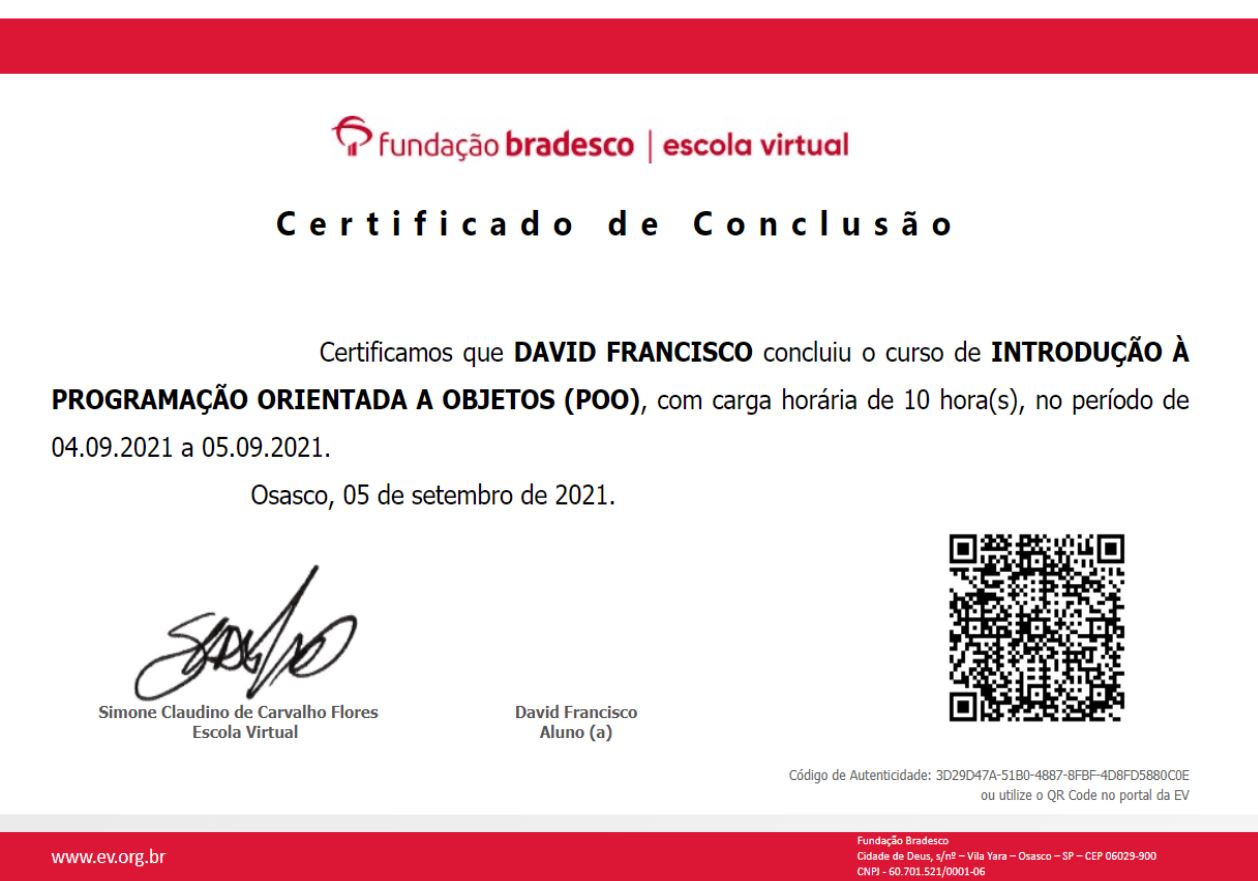 fundação bradesco | escola virtual
Certificado de Conclusão
Certificamos que DAVID FRANCISCO concluiu o curso de INTRODUÇÃO À
PROGRAMAÇÃO ORIENTADA A OBJETOS (POO), com carga horária de 10 hora(s), no período de
04.09.2021 a 05.09.2021.
Osasco, 05 de setembro de 2021.
Simone Claudino de Carvalho Flores
Escola Virtual
David Francisco
Aluno (a)
Código de Autenticidade: 3D29D47A-51B0-4887-8FBF-4D8FD5880C0E
ou utilize o QR Code no portal da EV
www.ev.org.br
Fundação Bradesco
Cidade de Deus, s/nº – Vila Yara – Osasco – SP – CEP 06029-900
CNPJ - 60.701.521/0001-06